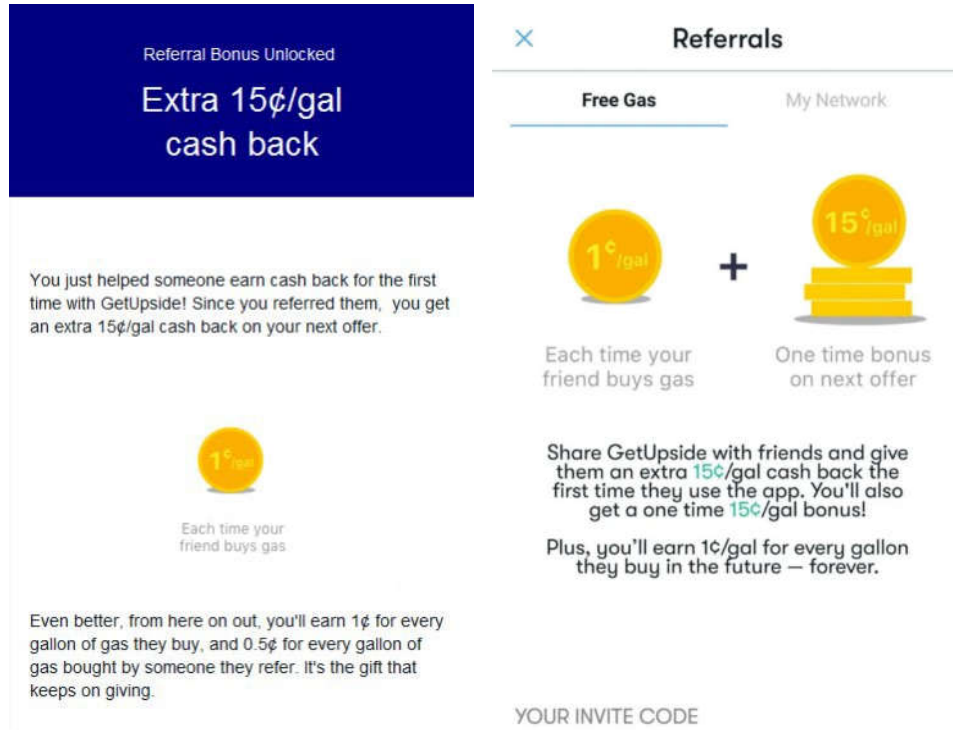 Referral Bonus Unlocked
Extra 15¢/gal
cash back
You just helped someone earn cash back for the first
time with GetUpside! Since you referred them, you get
an extra 15¢/gal cash back on your next offer.
1¢/gal
Each time your
friend buys gas
Even better, from here on out, you'll earn 1¢ for every
gallon of gas they buy, and 0.5¢ for every gallon of
gas bought by someone they refer. It's the gift that
keeps on giving.
Referrals
Free Gas
My Network
1¢/gal
+
15¢/gal
Each time your
friend buys gas
One time bonus
on next offer
Share GetUpside with friends and give
them an extra 15¢/gal cash back the
first time they use the app. You'll also
get a one time 15¢/gal bonus!
Plus, you'll earn 1¢/gal for every gallon
they buy in the future — forever.
YOUR INVITE CODE